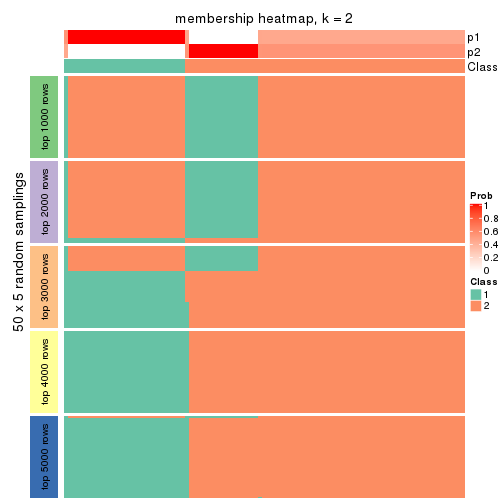 membership heatmap, k = 2
p1
p2
Class
50 x 5 random samplings
top 1000 rows
top 2000 rows
top 3000 rows
top 4000 rows
top 5000 rows
Prob
1
0.8
0.6
0.4
0.2
0
Class
1
2